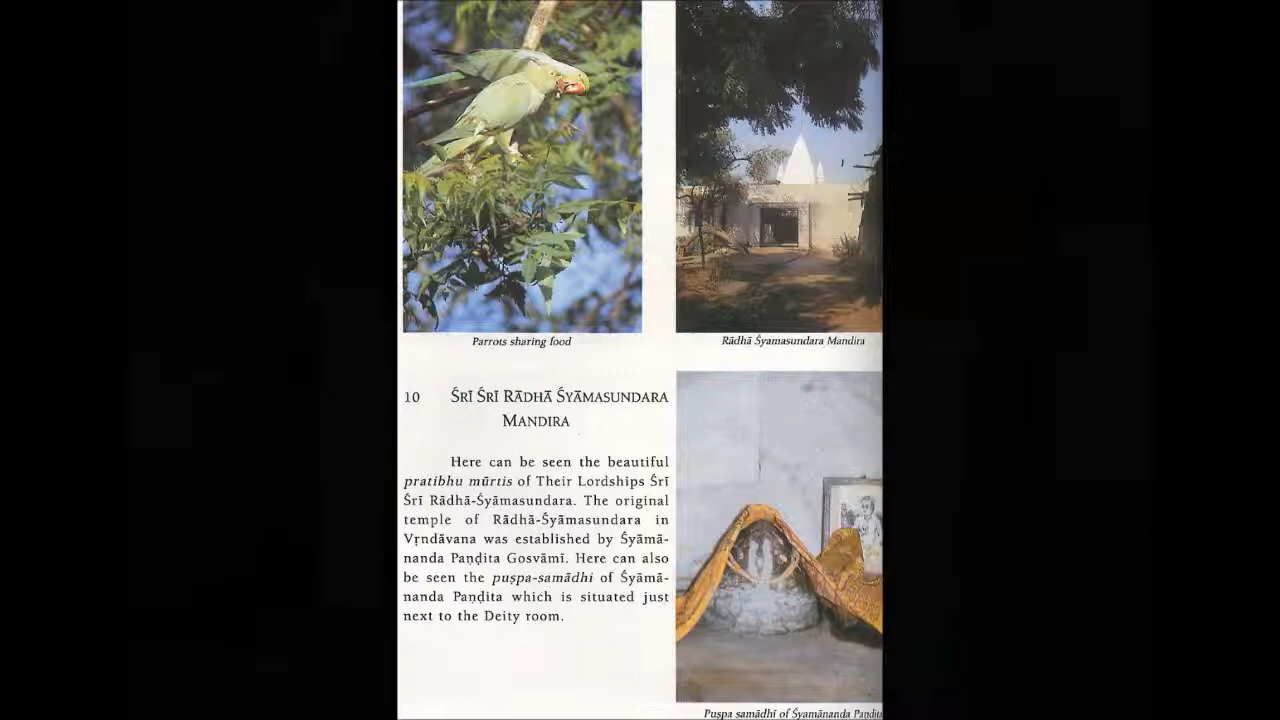 Parrots sharing food
Rādhā Śyamasundara Mandira
10 ŚRĪ ŚRĪ RĀDHĀ ŚYĀMASUNDARA
MANDIRA
Here can be seen the beautiful
pratibhu mūrtis of Their Lordships Śrī
Śrī Rādhā-Śyāmasundara. The original
temple of Rādhā-Śyāmasundara in
Vṛndāvana was established by Śyāmā-
nanda Paṇḍita Gosvāmī. Here can also
be seen the puṣpa-samādhi of Śyāmā-
nanda Paṇḍita which is situated just
next to the Deity room.
Puṣpa samādhī of Śyamānanda Paṇdita